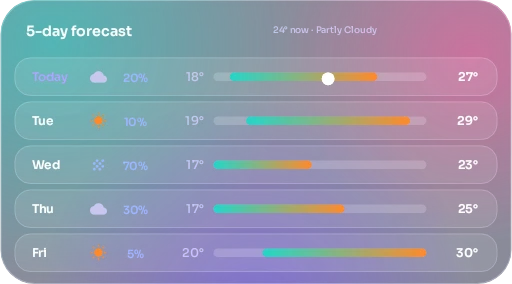 5-day forecast 24° now · Partly Cloudy
Today 20% 18° 27°
Tue 10% 19° 29°
Wed 70% 17° 23°
Thu 30% 17° 25°
Fri 5% 20° 30°